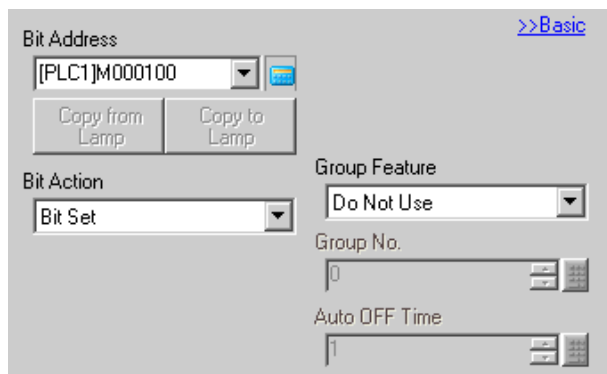 >>Basic
Bit Address
[PLC1]M000100
Copy from
Lamp
Copy to
Lamp
Bit Action
Bit Set
Group Feature
Do Not Use
Group No.
0
Auto OFF Time
1